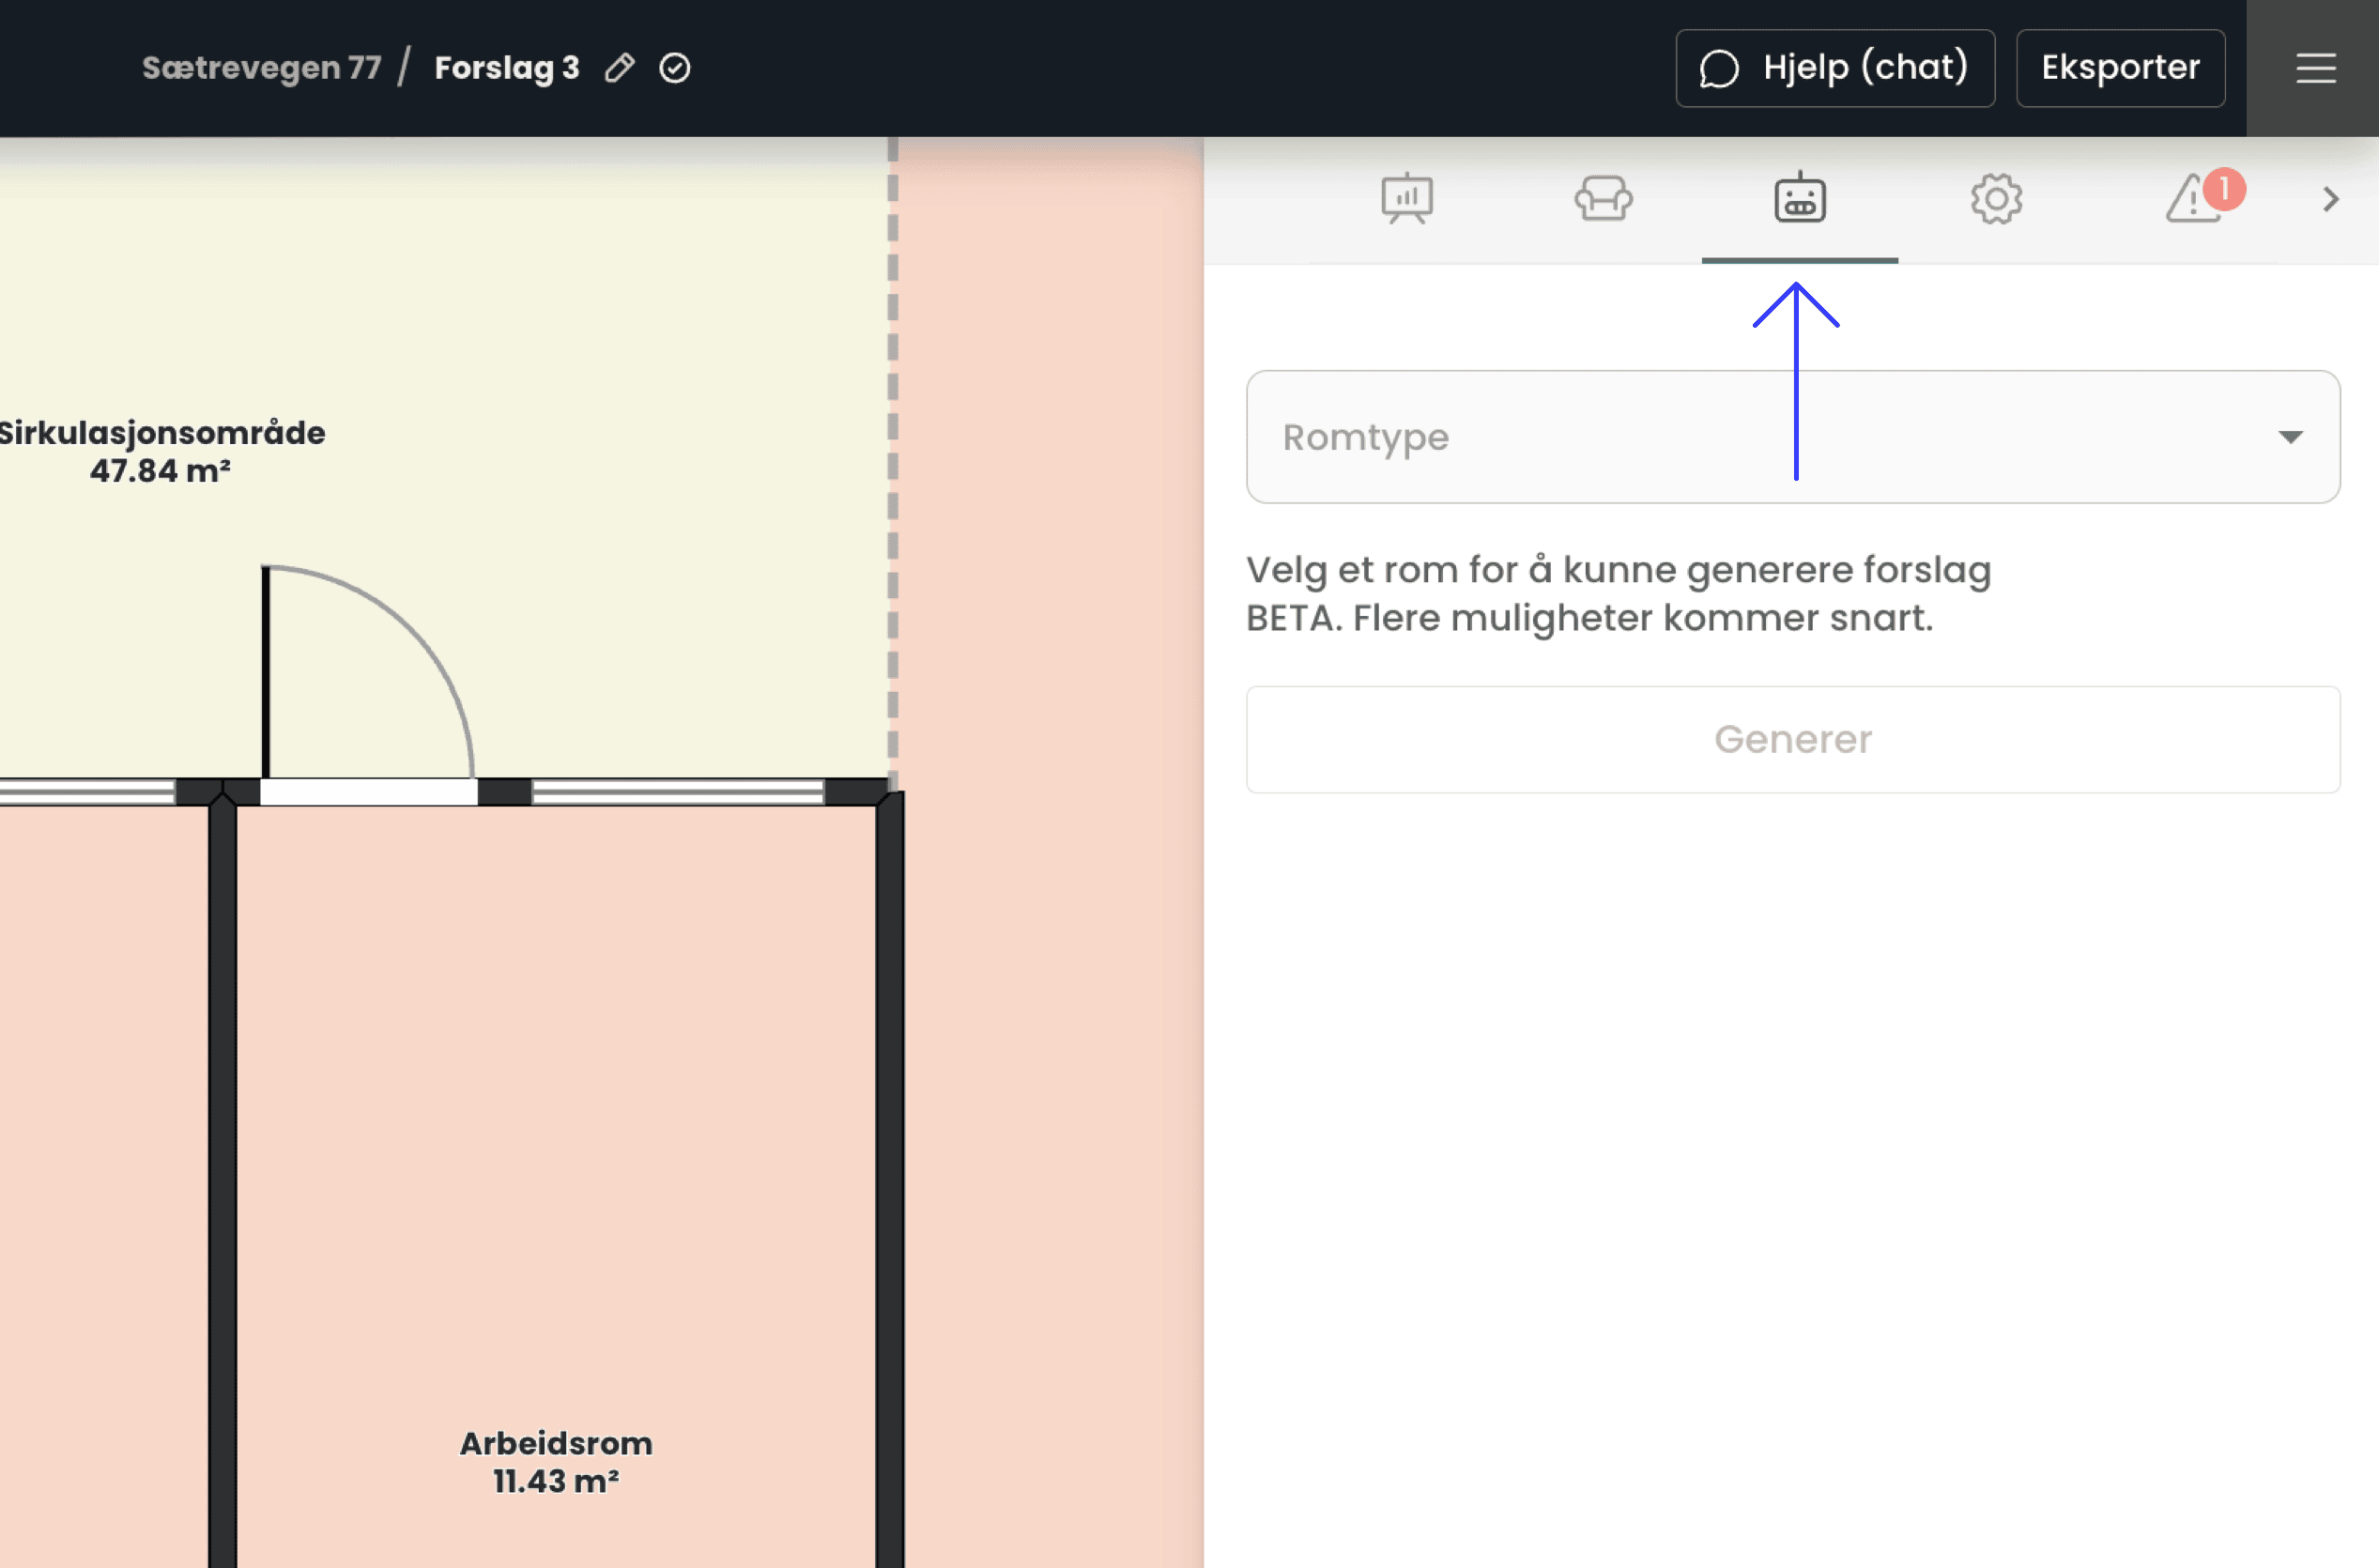 Sætrevegen 77 / Forslag 3
Hjelp (chat)
Eksporter
1
Sirkulasjonsområde
47.84 m²
Romtype
Velg et rom for å kunne generere forslag
BETA. Flere muligheter kommer snart.
Generer
Arbeidsrom
11.43 m²